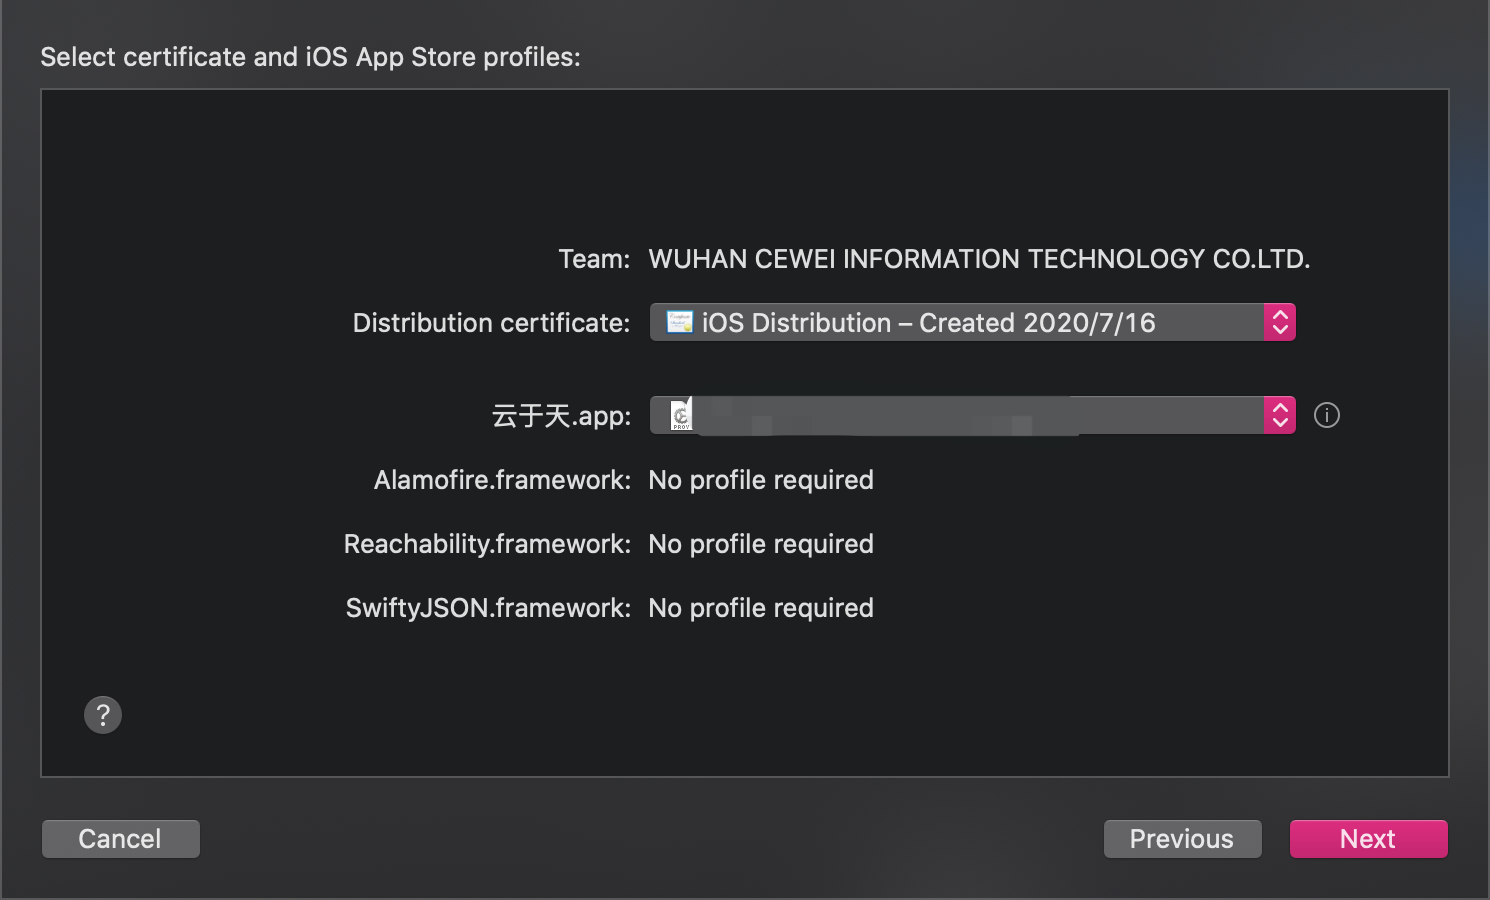 Select certificate and iOS App Store profiles:
Team: WUHAN CEWEI INFORMATION TECHNOLOGY CO.LTD.
Distribution certificate: iOS Distribution – Created 2020/7/16
云于天.app:
Alamofire.framework: No profile required
Reachability.framework: No profile required
SwiftyJSON.framework: No profile required
?
Cancel Previous Next